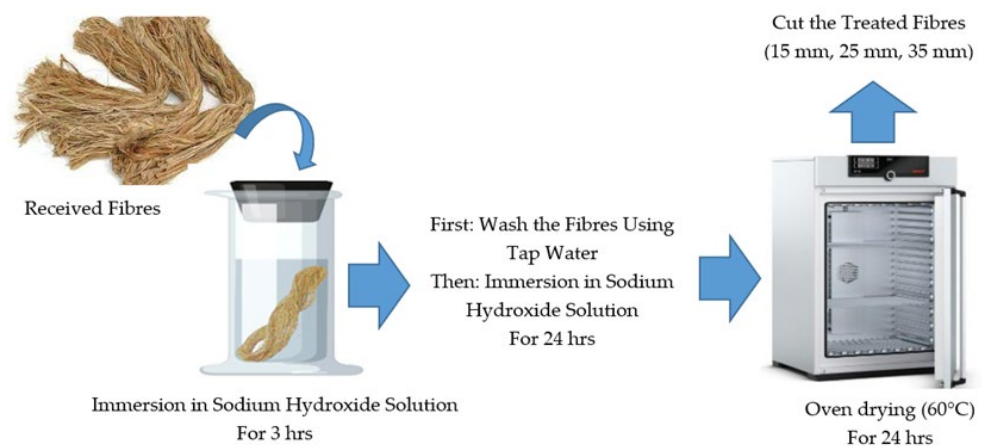 Cut the Treated Fibres
(15 mm, 25 mm, 35 mm)
Received Fibres
First: Wash the Fibres Using
Tap Water
Then: Immersion in Sodium
Hydroxide Solution
For 24 hrs
Immersion in Sodium Hydroxide Solution
For 3 hrs
Oven drying (60°C)
For 24 hrs